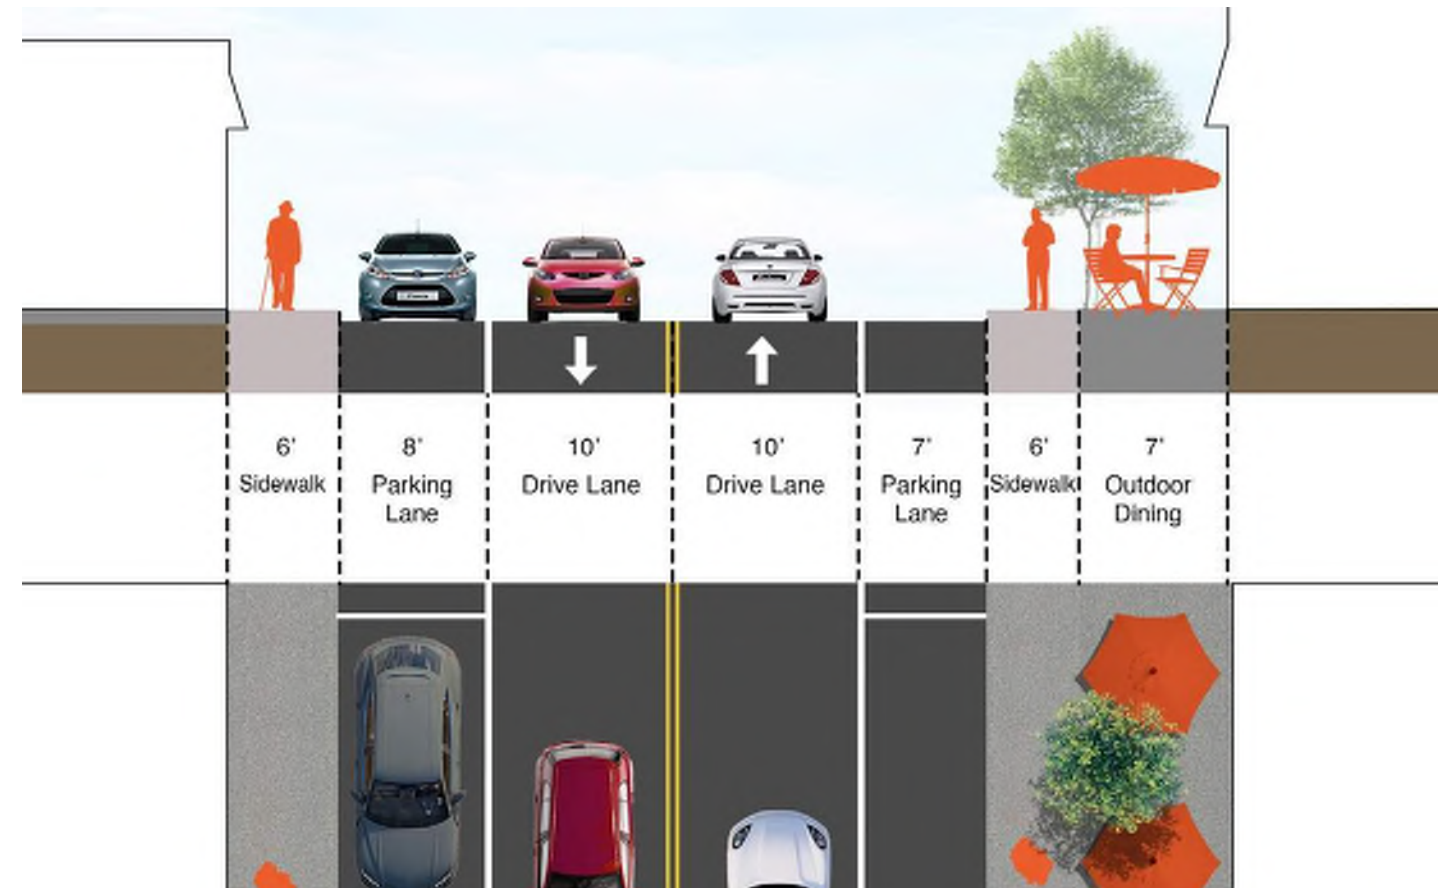 6' 8' 10' 10' 7' 6' 7'
Sidewalk Parking Drive Lane Drive Lane Parking Sidewalk Outdoor
Lane Lane Dining